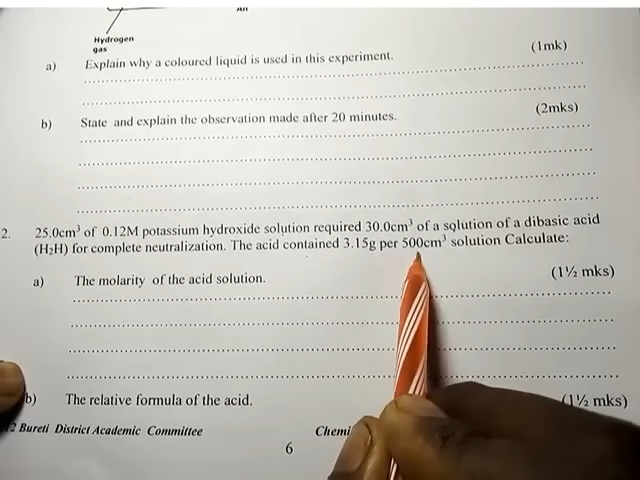 Hydrogen
gas
a) Explain why a coloured liquid is used in this experiment. (1mk)
b) State and explain the observation made after 20 minutes. (2mks)
2. 25.0cm³ of 0.12M potassium hydroxide solution required 30.0cm³ of a solution of a dibasic acid
(H₂H) for complete neutralization. The acid contained 3.15g per 500cm³ solution Calculate:
a) The molarity of the acid solution. (1½ mks)
b) The relative formula of the acid. (1½ mks)
2 Bureti District Academic Committee Chemi
6